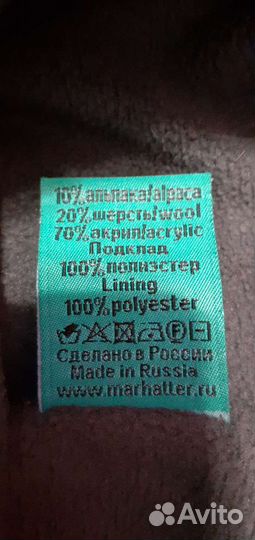 10% альпака/alpaca
20% шерсть/wool
70% акрил/acrylic
Подклад
100% полиэстер
Lining
100% polyester
Сделано в России
Made in Russia
www.marhatter.ru
Avito